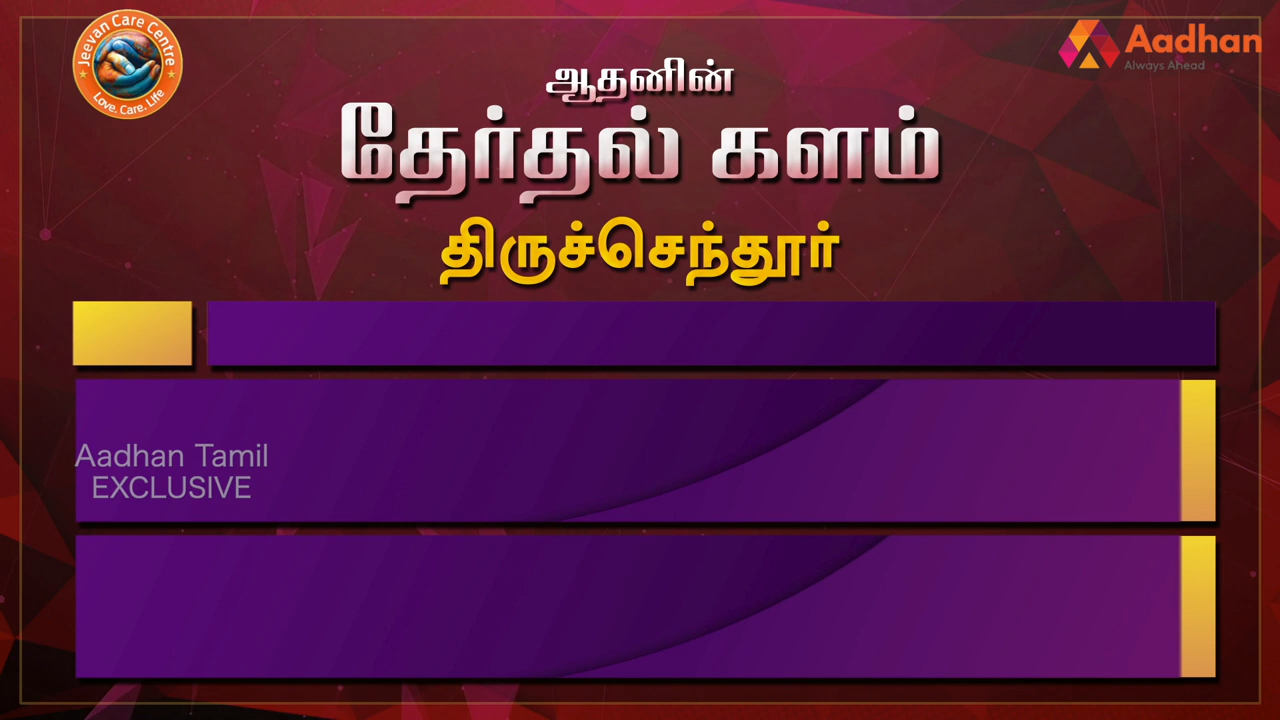 Jeevan Care Centre
Love. Care. Life
Aadhan
Always Ahead
ஆதனின்
தேர்தல் களம்
திருச்செந்தூர்
Aadhan Tamil
EXCLUSIVE